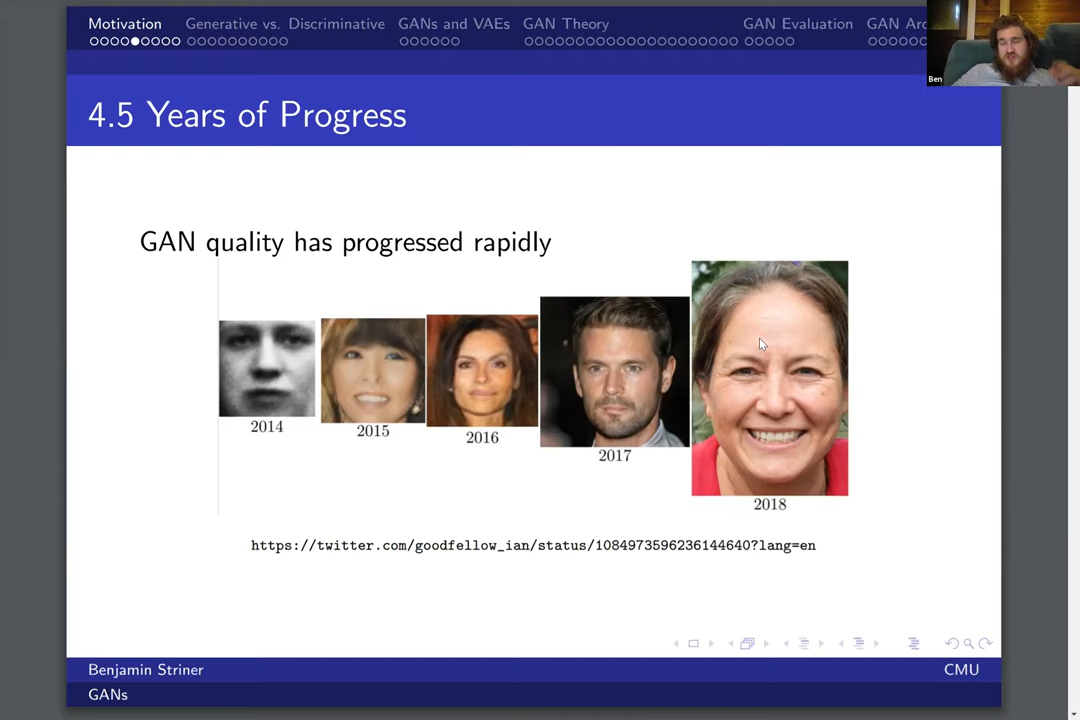 Motivation Generative vs. Discriminative GANs and VAEs GAN Theory GAN Evaluation GAN
Ben
4.5 Years of Progress
GAN quality has progressed rapidly
2014
2015
2016
2017
2018
https://twitter.com/goodfellow_ian/status/1084973596236144640?lang=en
Benjamin Striner CMU
GANs